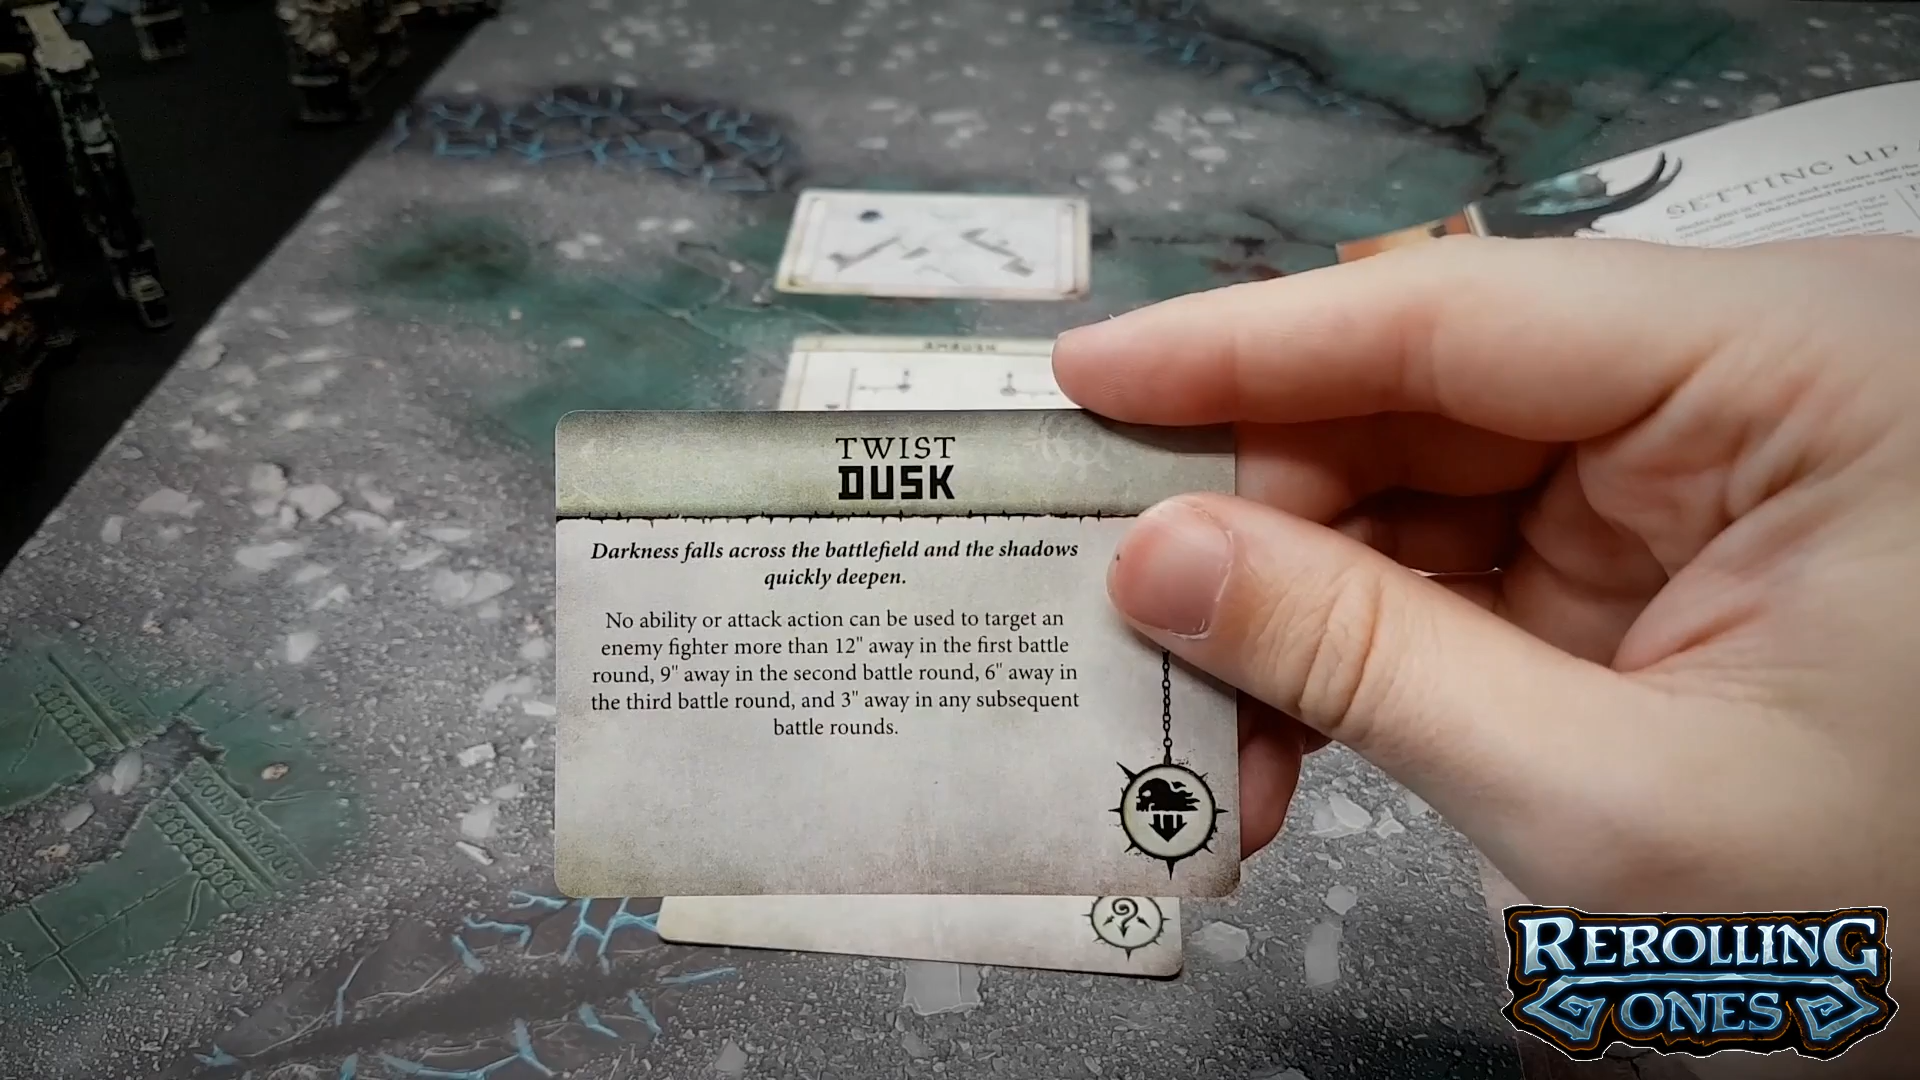 SETTING UP
AMBUSH
TWIST
DUSK
Darkness falls across the battlefield and the shadows
quickly deepen.
No ability or attack action can be used to target an
enemy fighter more than 12" away in the first battle
round, 9" away in the second battle round, 6" away in
the third battle round, and 3" away in any subsequent
battle rounds.
REROLLING
ONES